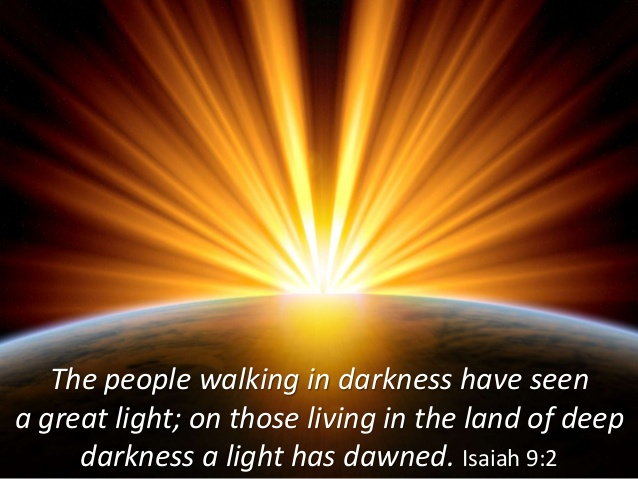 The people walking in darkness have seen
a great light; on those living in the land of deep
darkness a light has dawned. Isaiah 9:2